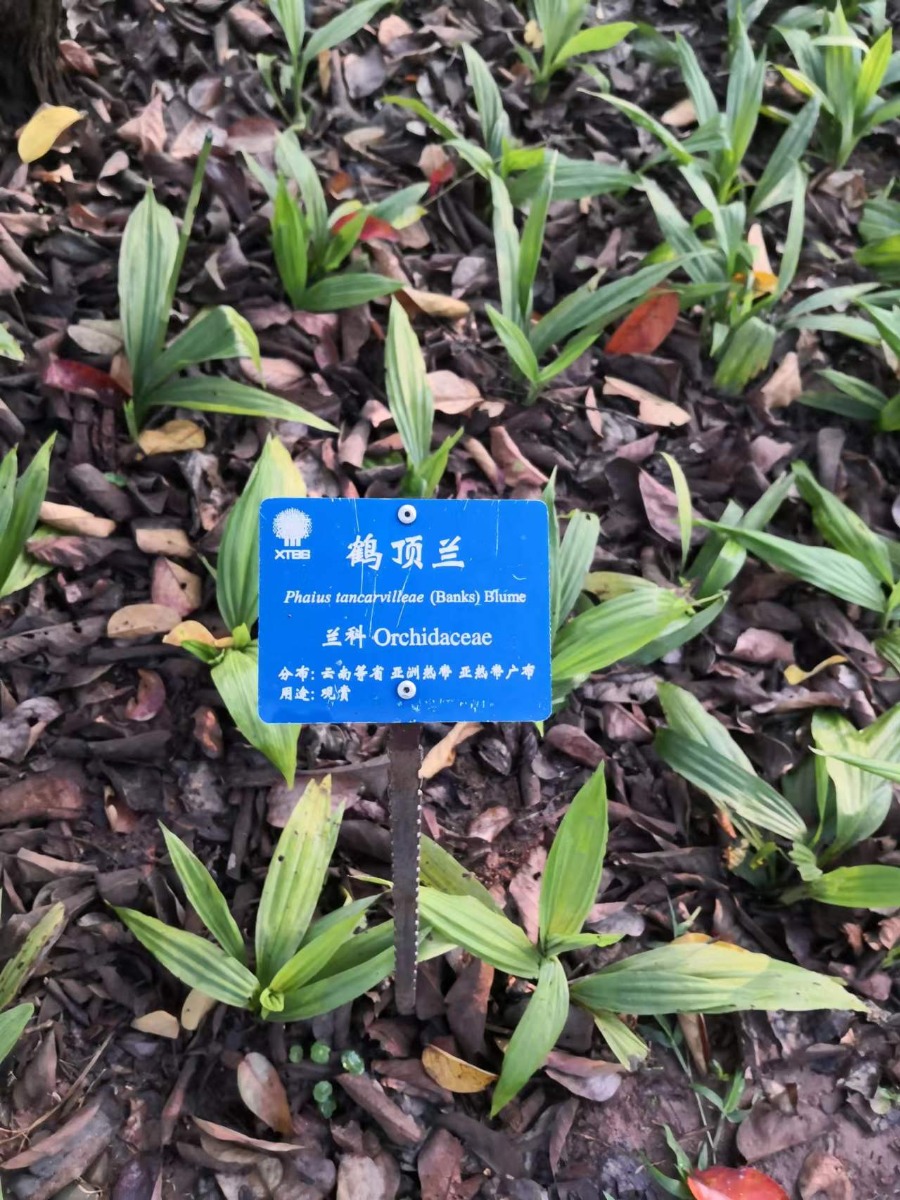 XTBG
鹤顶兰
Phaius tancarvilleae (Banks) Blume
兰科 Orchidaceae
分布: 云南等省 亚洲热带 亚热带广布
用途: 观赏